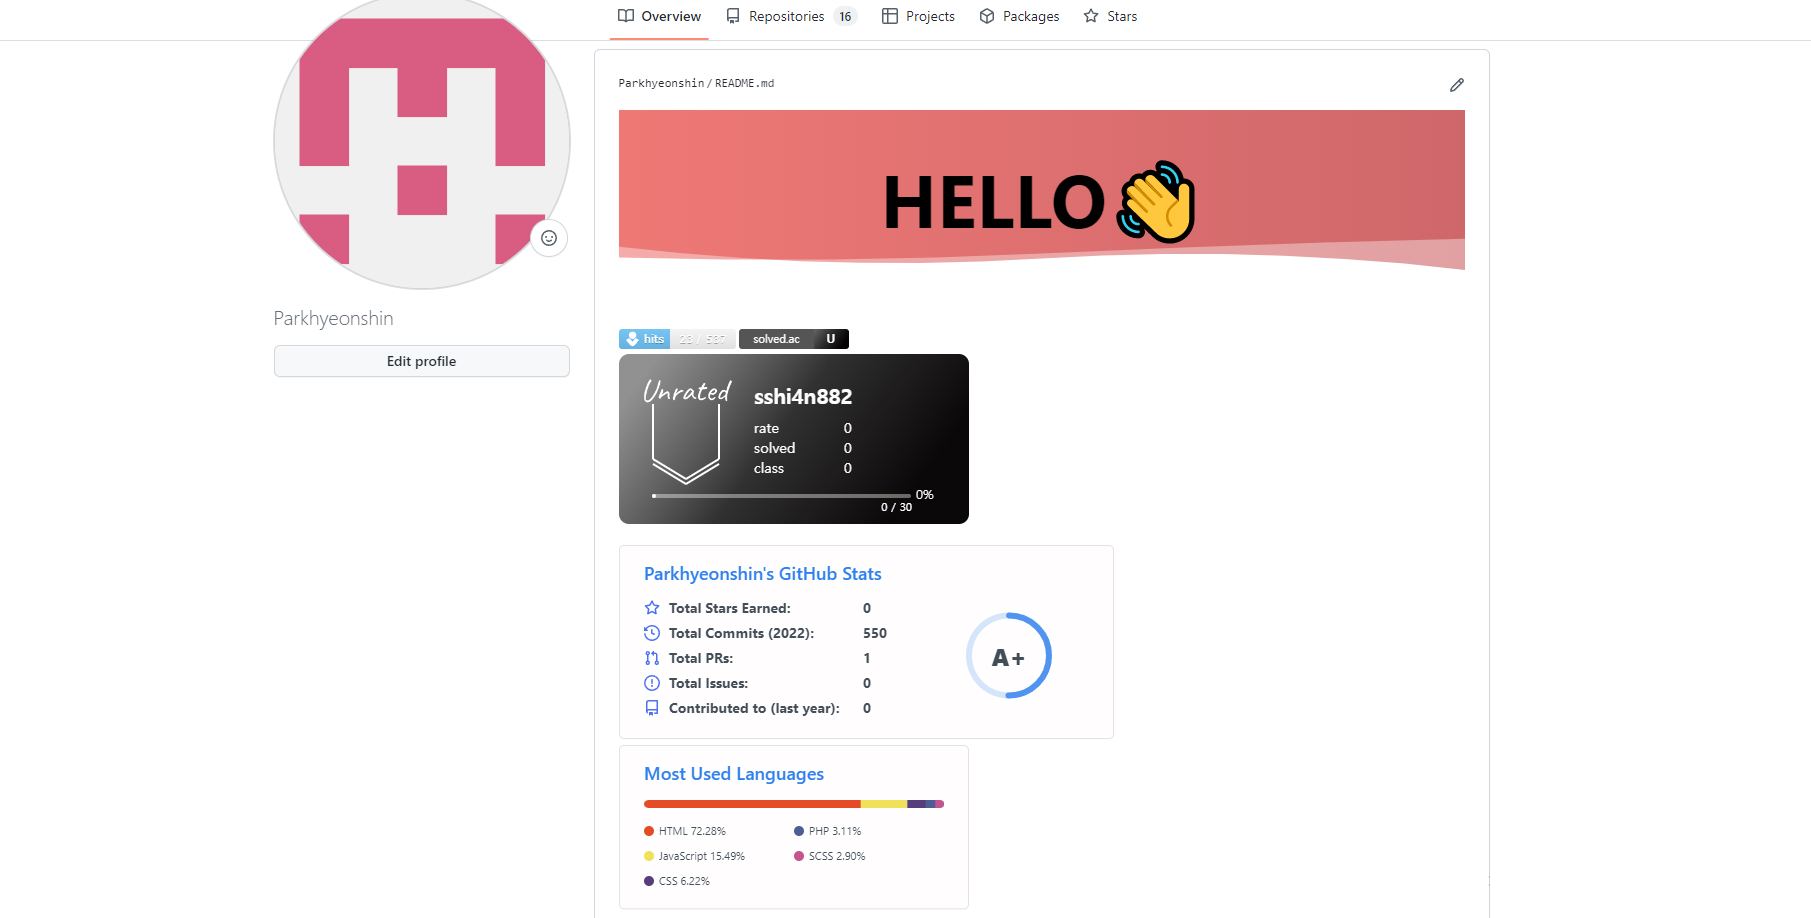 Overview Repositories 16 Projects Packages Stars
Parkhyeonshin/README.md
HELLO👋
Parkhyeonshin
Edit profile
hits 23 / 587 solved.ac U
Unrated
sshi4n882
rate 0
solved 0
class 0
0%
0 / 30
Parkhyeonshin's GitHub Stats
Total Stars Earned: 0
Total Commits (2022): 550
Total PRs: 1
Total Issues: 0
Contributed to (last year): 0
A+
Most Used Languages
HTML 72.28% PHP 3.11%
JavaScript 15.49% SCSS 2.90%
CSS 6.22%